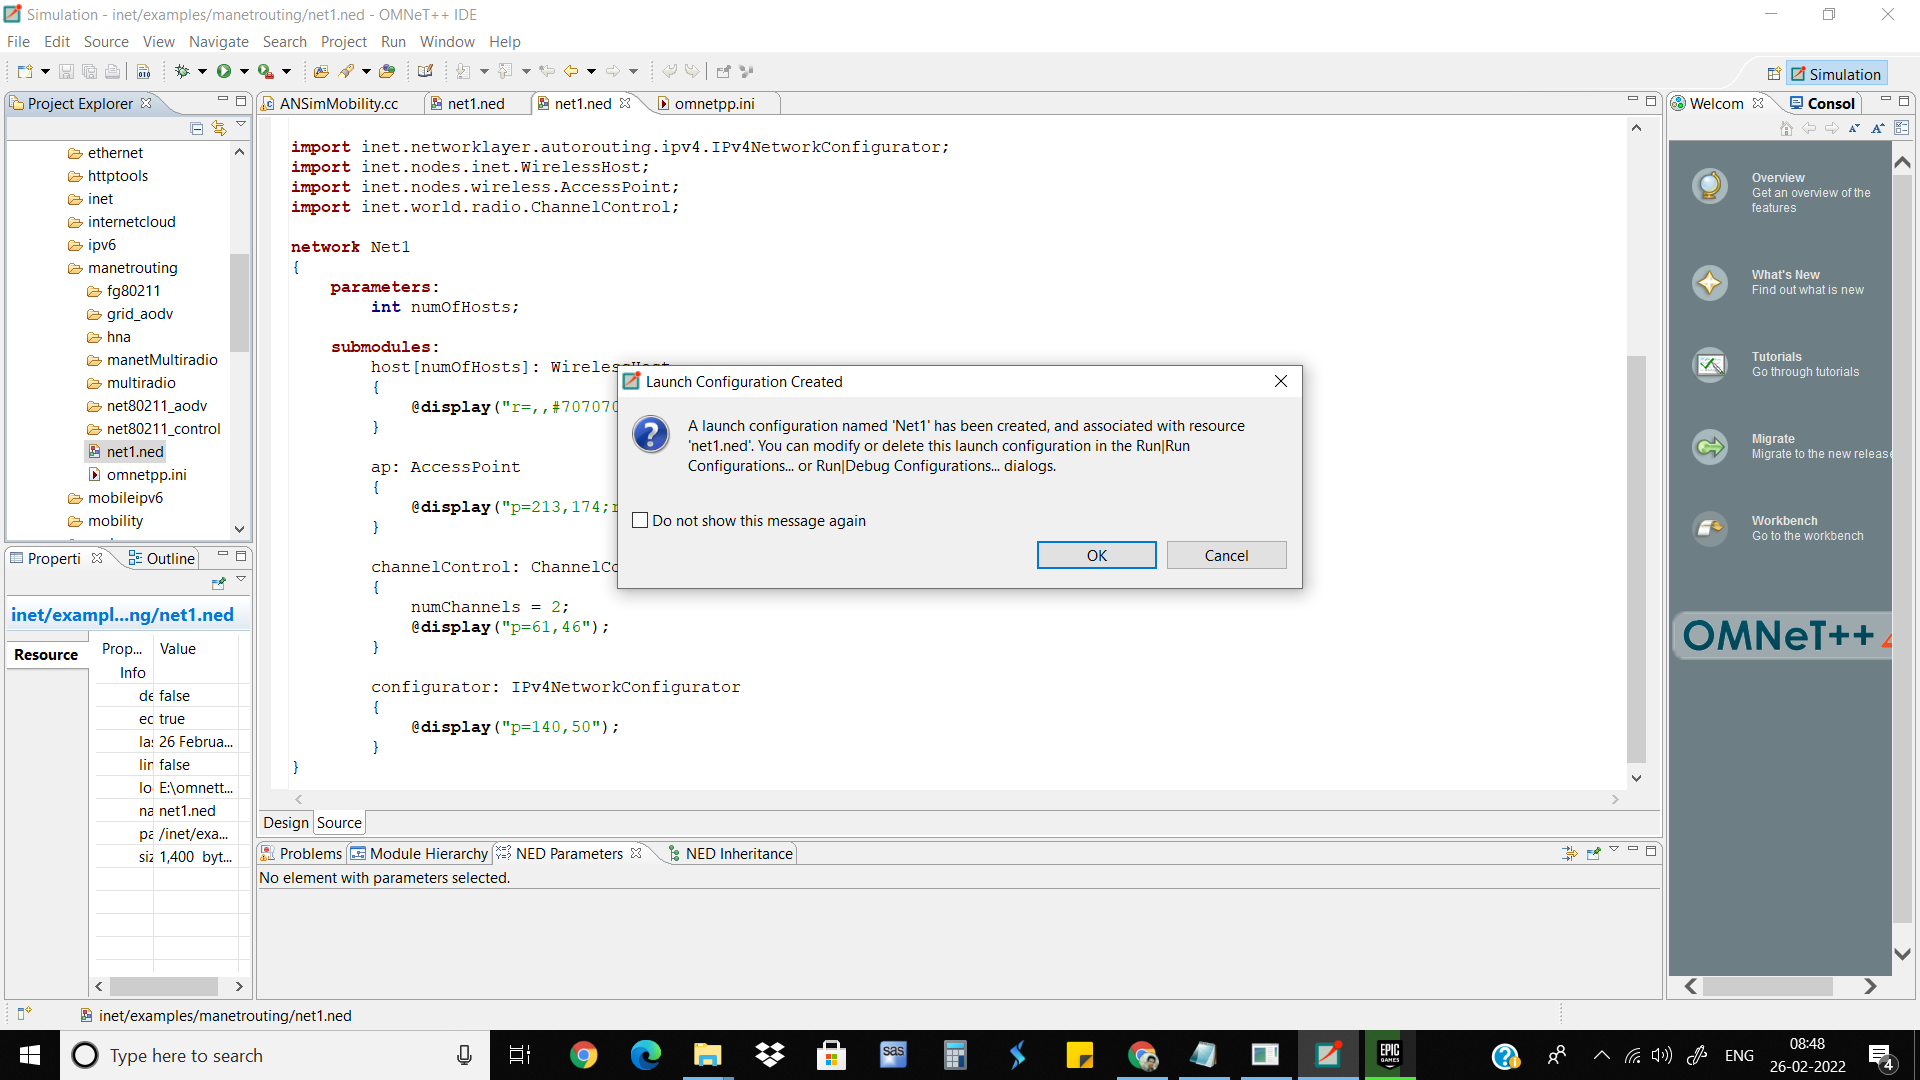 Simulation - inet/examples/manetrouting/net1.ned - OMNeT++ IDE
File Edit Source View Navigate Search Project Run Window Help
Simulation
Project Explorer
ethernet
httptools
inet
internetcloud
ipv6
manetrouting
fg80211
grid_aodv
hna
manetMultiradio
multiradio
net80211_aodv
net80211_control
net1.ned
omnetpp.ini
mobileipv6
mobility
Properti Outline
inet/exampl...ng/net1.ned
Resource
Prop... Value
Info
de false
ec true
la: 26 Februa...
lir false
lo E:\omnett...
na net1.ned
pa /inet/exa...
siz 1,400 byt...
ANSimMobility.cc net1.ned net1.ned omnetpp.ini
import inet.networklayer.autorouting.ipv4.IPv4NetworkConfigurator;
import inet.nodes.inet.WirelessHost;
import inet.nodes.wireless.AccessPoint;
import inet.world.radio.ChannelControl;
network Net1
{
parameters:
int numOfHosts;
submodules:
host[numOfHosts]: WirelessHost
{
@display("r=,,#707070
}
ap: AccessPoint
{
@display("p=213,174;r
}
channelControl: ChannelCo
{
numChannels = 2;
@display("p=61,46");
}
configurator: IPv4NetworkConfigurator
{
@display("p=140,50");
}
}
Design Source
Launch Configuration Created
A launch configuration named 'Net1' has been created, and associated with resource
'net1.ned'. You can modify or delete this launch configuration in the Run|Run
Configurations... or Run|Debug Configurations... dialogs.
Do not show this message again
OK Cancel
Problems Module Hierarchy NED Parameters NED Inheritance
No element with parameters selected.
Welcom Consol
Overview
Get an overview of the
features
What's New
Find out what is new
Tutorials
Go through tutorials
Migrate
Migrate to the new release
Workbench
Go to the workbench
OMNeT++ 4
inet/examples/manetrouting/net1.ned
Type here to search
sas
EPIC
GAMES
ENG
08:48
26-02-2022
4